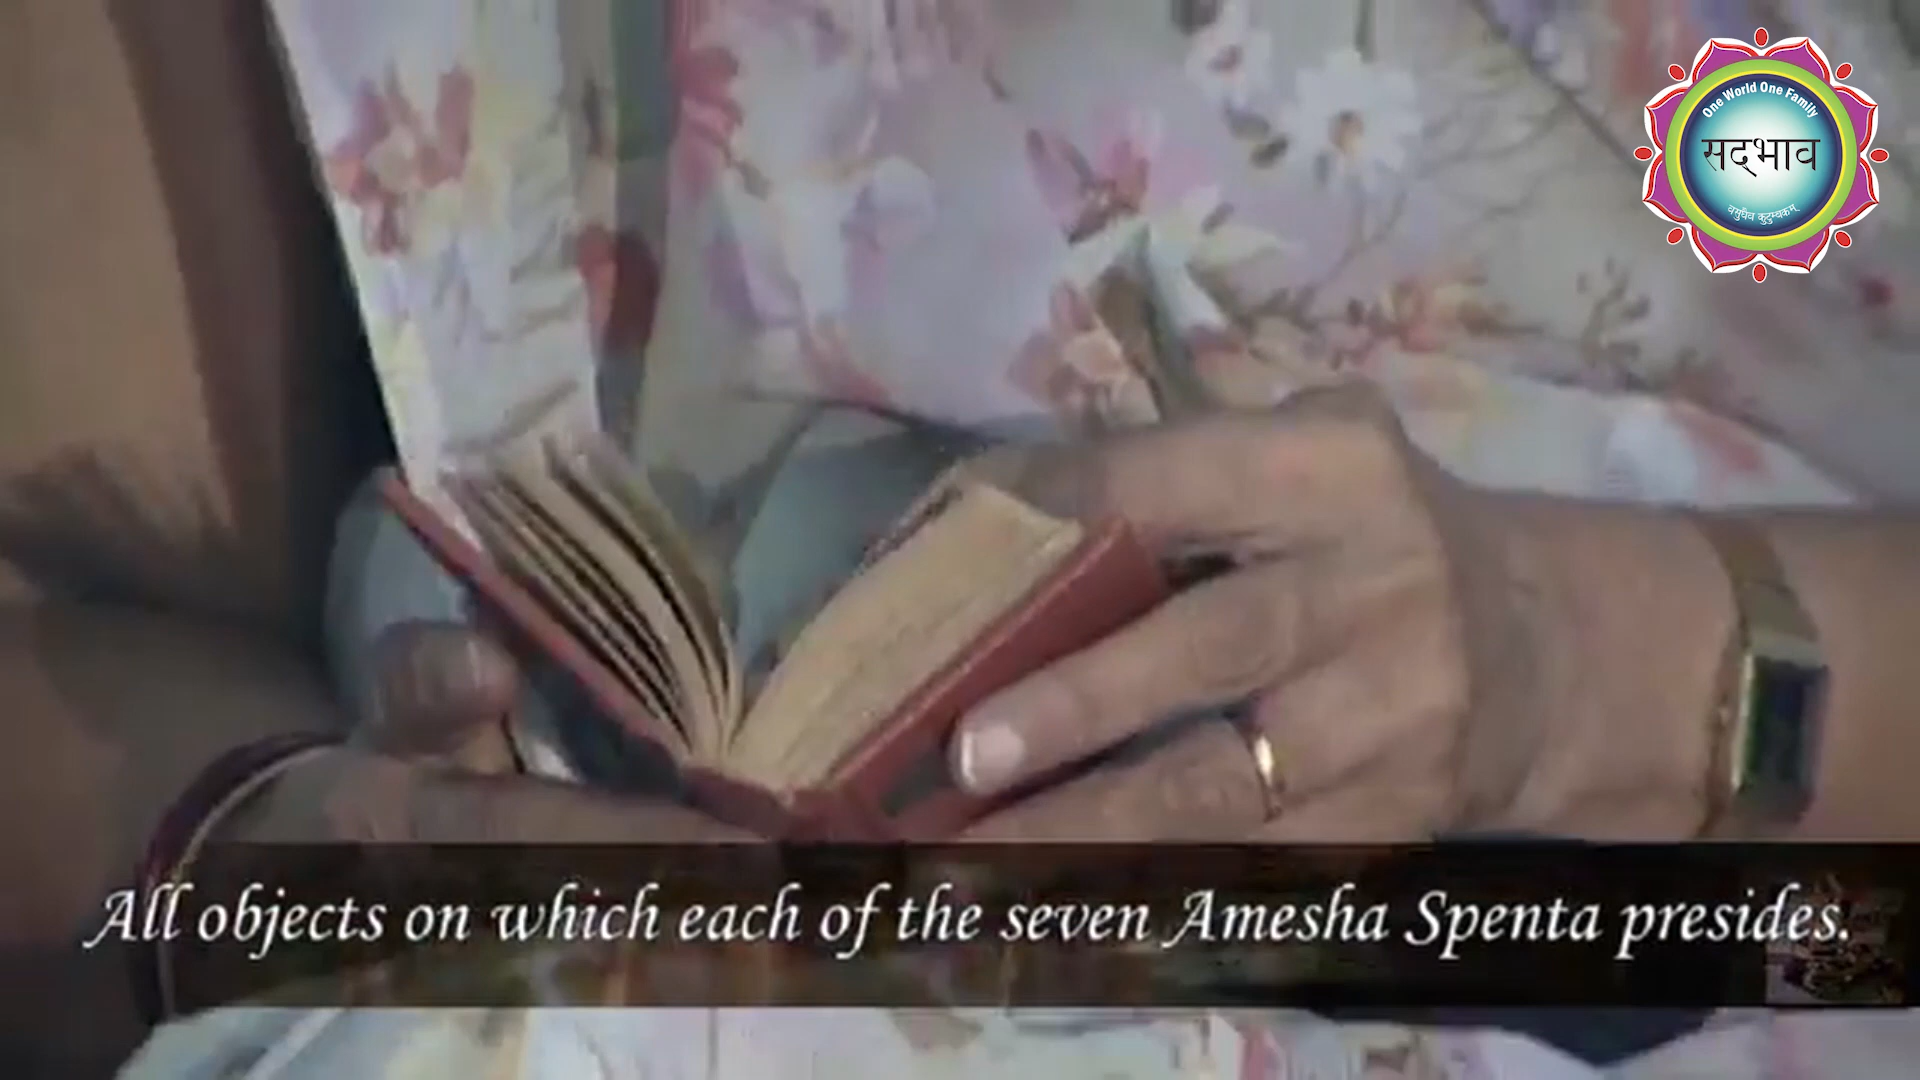 One World One Family
सद्भाव
वसुधैव कुटुम्बकम्
All objects on which each of the seven Amesha Spenta presides.